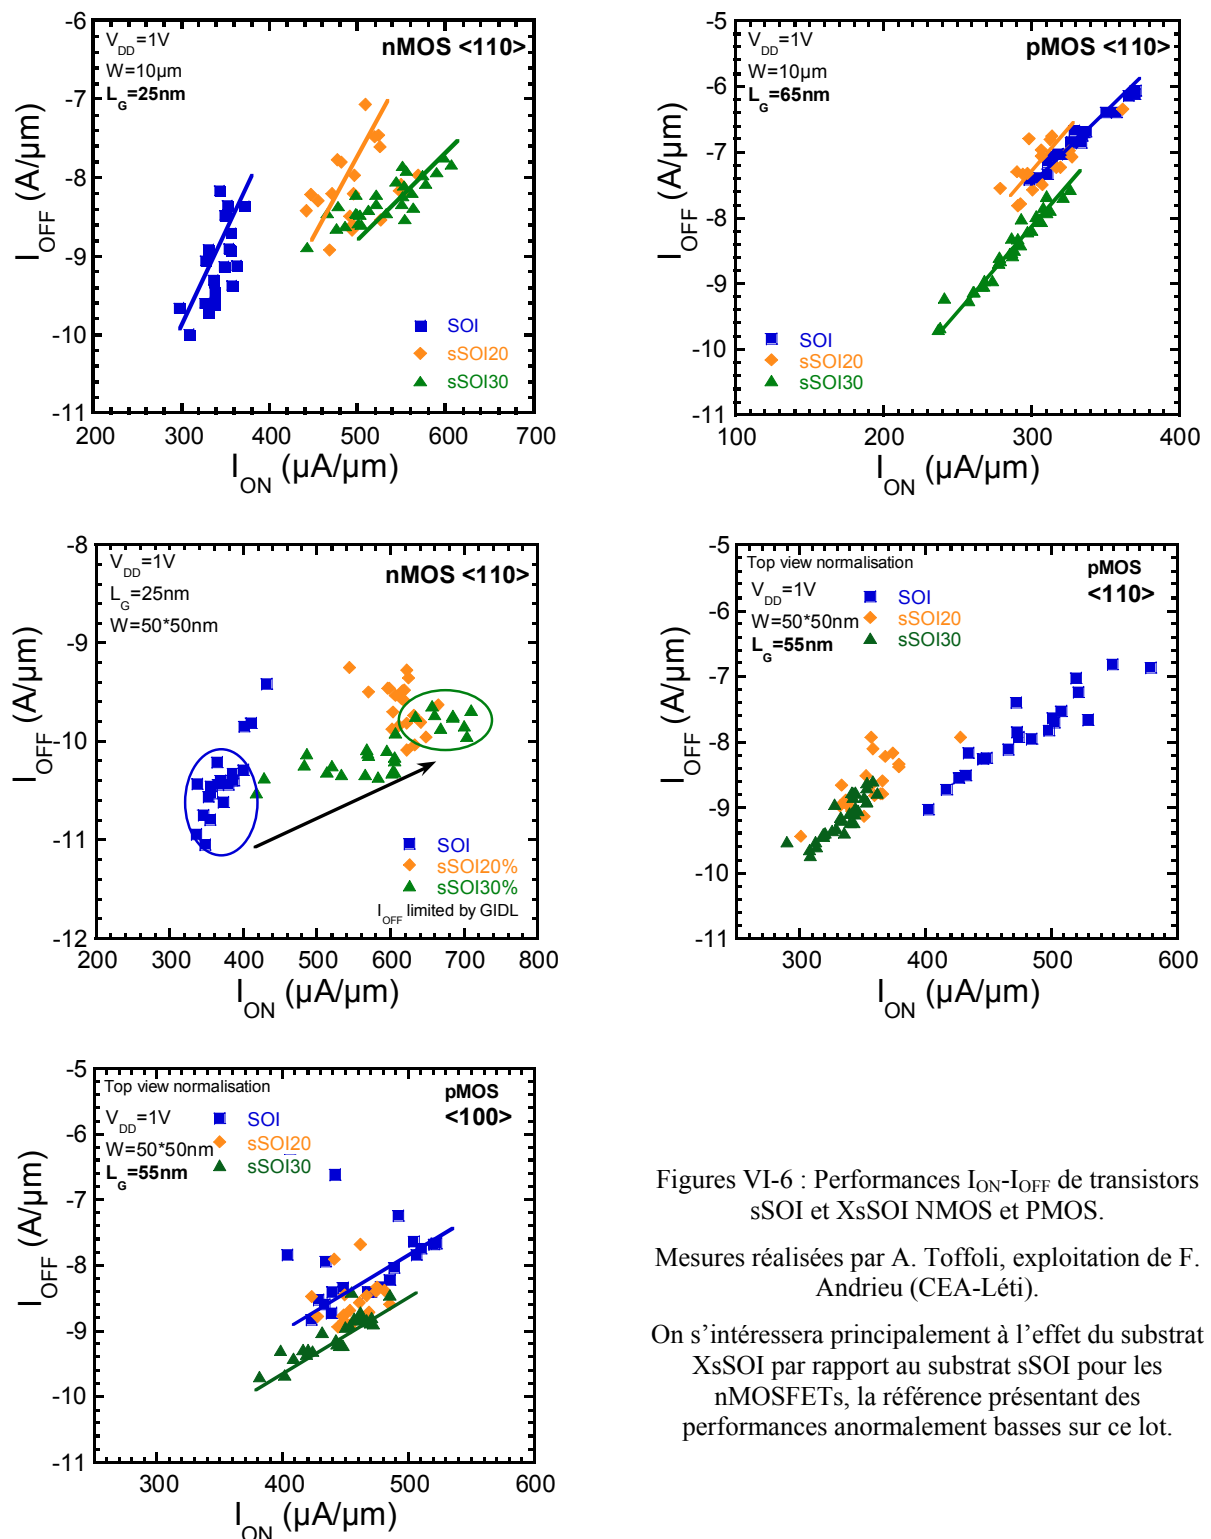 -6
V_DD=1V
nMOS <110>
W=10µm
L_G=25nm
-7
-8
-9
-10
-11
I_OFF (A/µm)
SOI
sSOI20
sSOI30
200 300 400 500 600 700
I_ON (µA/µm)
-5
V_DD=1V
pMOS <110>
W=10µm
L_G=65nm
-6
-7
-8
-9
-10
-11
I_OFF (A/µm)
SOI
sSOI20
sSOI30
100 200 300 400
I_ON (µA/µm)
-8
V_DD=1V
nMOS <110>
L_G=25nm
W=50*50nm
-9
-10
-11
-12
I_OFF (A/µm)
SOI
sSOI20%
sSOI30%
I_OFF limited by GIDL
200 300 400 500 600 700 800
I_ON (µA/µm)
-5
Top view normalisation
pMOS
<110>
V_DD=1V
W=50*50nm
L_G=55nm
SOI
sSOI20
sSOI30
-6
-7
-8
-9
-10
-11
I_OFF (A/µm)
300 400 500 600
I_ON (µA/µm)
-5
Top view normalisation
pMOS
<100>
V_DD=1V
W=50*50nm
L_G=55nm
SOI
sSOI20
sSOI30
-6
-7
-8
-9
-10
-11
I_OFF (A/µm)
300 400 500 600
I_ON (µA/µm)
Figures VI-6 : Performances I_ON-I_OFF de transistors
sSOI et XsSOI NMOS et PMOS.
Mesures réalisées par A. Toffoli, exploitation de F.
Andrieu (CEA-Léti).
On s'intéressera principalement à l'effet du substrat
XsSOI par rapport au substrat sSOI pour les
nMOSFETs, la référence présentant des
performances anormalement basses sur ce lot.